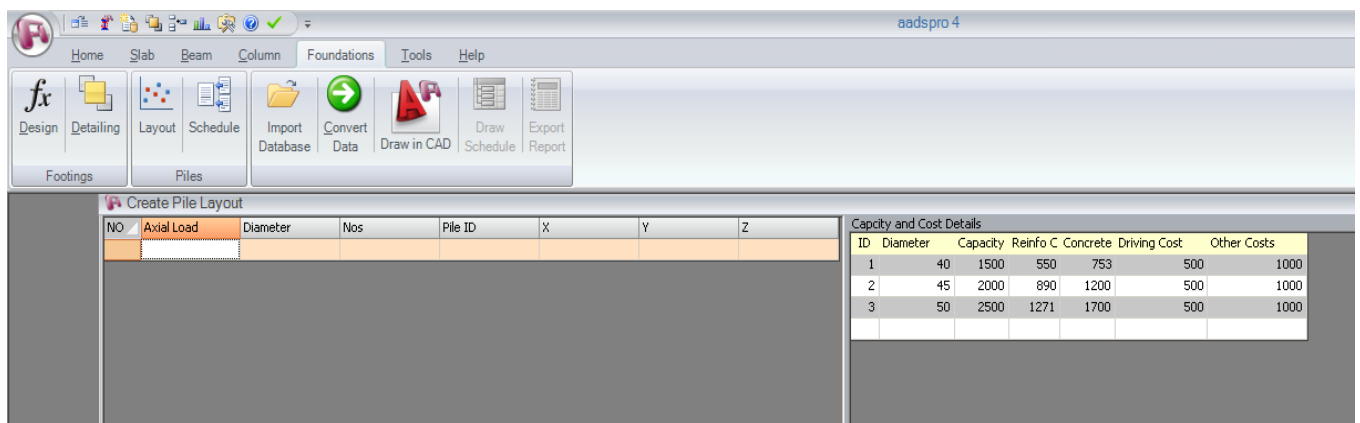 aadspro 4
Home Slab Beam Column Foundations Tools Help
fx
Design Detailing Layout Schedule Import Database Convert Data Draw in CAD Draw Schedule Export Report
Footings Piles
Create Pile Layout
NO Axial Load Diameter Nos Pile ID X Y Z
Capcity and Cost Details
ID Diameter Capacity Reinfo C Concrete Driving Cost Other Costs
1 40 1500 550 753 500 1000
2 45 2000 890 1200 500 1000
3 50 2500 1271 1700 500 1000